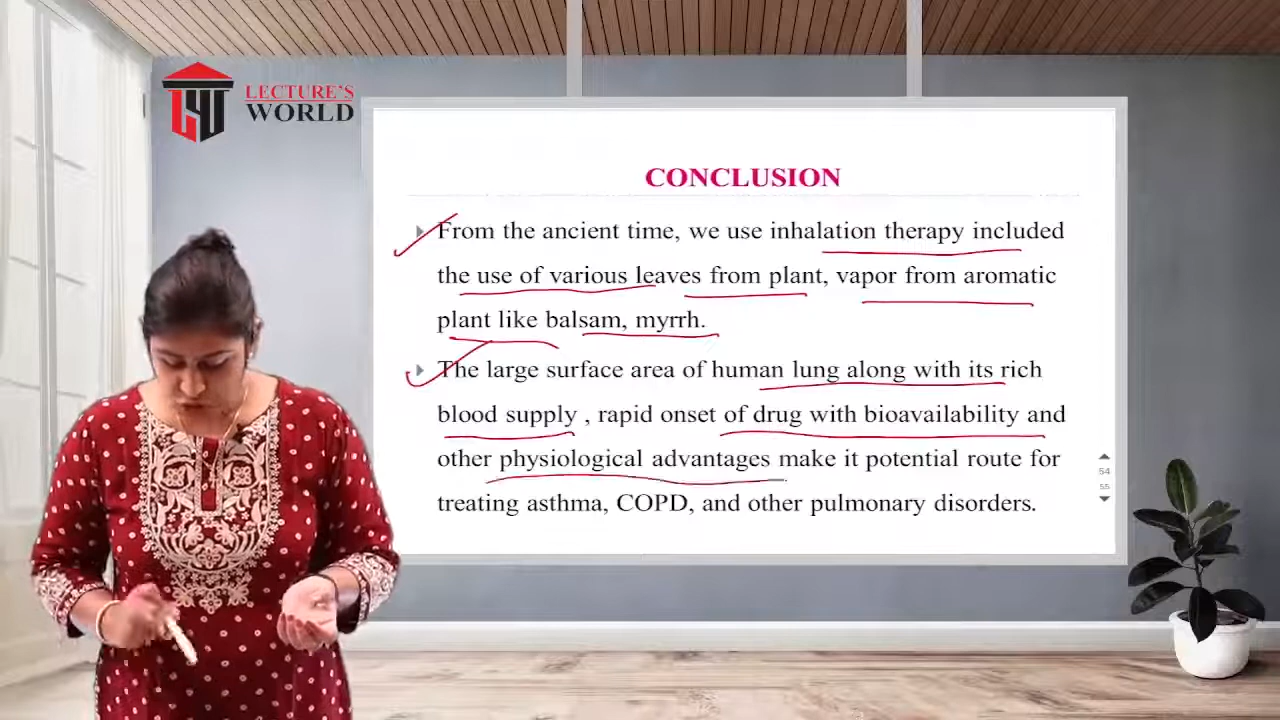 LECTURE'S
WORLD
CONCLUSION
From the ancient time, we use inhalation therapy included
the use of various leaves from plant, vapor from aromatic
plant like balsam, myrrh.
The large surface area of human lung along with its rich
blood supply , rapid onset of drug with bioavailability and
other physiological advantages make it potential route for
treating asthma, COPD, and other pulmonary disorders.
54
55